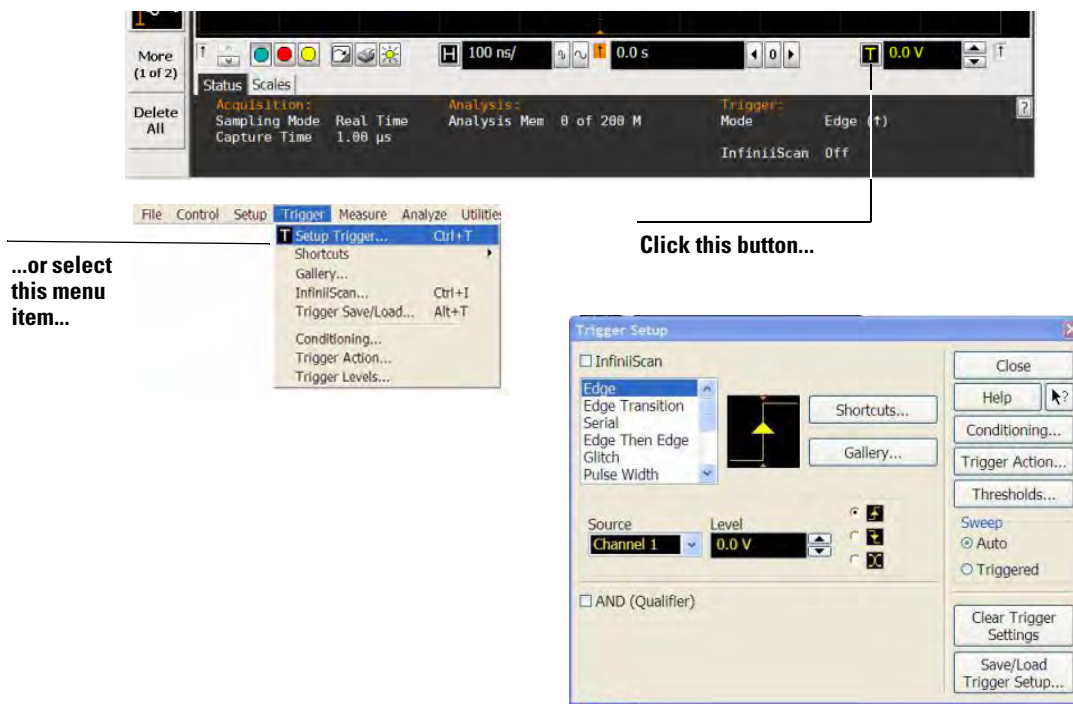 More
(1 of 2)
Delete
All
H 100 ns/
0.0 s
0
T 0.0 V
Status Scales
Acquisition:
Sampling Mode Real Time
Capture Time 1.00 µs
Analysis:
Analysis Mem 0 of 200 M
Trigger:
Mode Edge (↑)
InfiniiScan Off
?
File Control Setup Trigger Measure Analyze Utilities
T Setup Trigger... Ctrl+T
Shortcuts
Gallery...
InfiniiScan... Ctrl+I
Trigger Save/Load... Alt+T
Conditioning...
Trigger Action...
Trigger Levels...
...or select
this menu
item...
Click this button...
Trigger Setup
InfiniiScan
Edge
Edge Transition
Serial
Edge Then Edge
Glitch
Pulse Width
Shortcuts...
Gallery...
Source
Channel 1
Level
0.0 V
AND (Qualifier)
Close
Help
?
Conditioning...
Trigger Action...
Thresholds...
Sweep
Auto
Triggered
Clear Trigger
Settings
Save/Load
Trigger Setup...